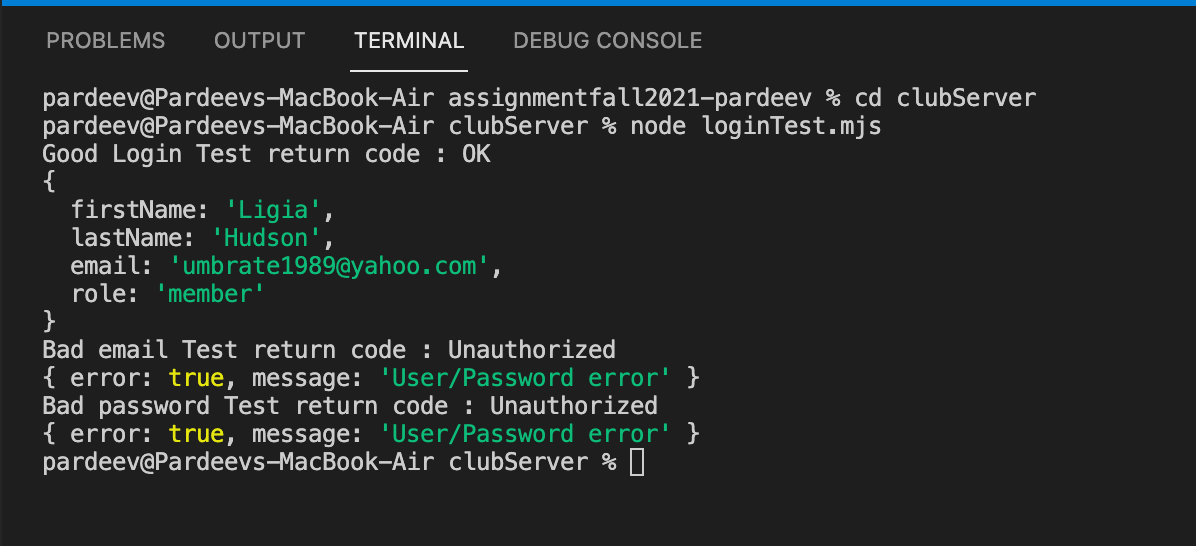 PROBLEMS OUTPUT TERMINAL DEBUG CONSOLE
pardeev@Pardeevs-MacBook-Air assignmentfall2021-pardeev % cd clubServer
pardeev@Pardeevs-MacBook-Air clubServer % node loginTest.mjs
Good Login Test return code : OK
{
  firstName: 'Ligia',
  lastName: 'Hudson',
  email: 'umbrate1989@yahoo.com',
  role: 'member'
}
Bad email Test return code : Unauthorized
{ error: true, message: 'User/Password error' }
Bad password Test return code : Unauthorized
{ error: true, message: 'User/Password error' }
pardeev@Pardeevs-MacBook-Air clubServer %